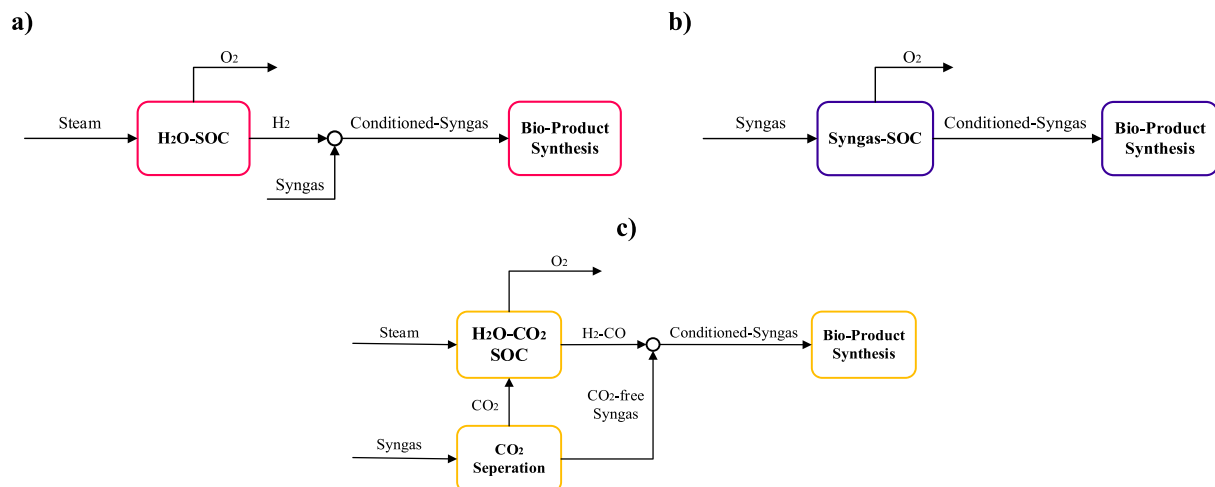 a)
O2
Steam
H2O-SOC
H2
Conditioned-Syngas
Bio-Product
Synthesis
Syngas
b)
O2
Syngas
Syngas-SOC
Conditioned-Syngas
Bio-Product
Synthesis
c)
O2
Steam
H2O-CO2
SOC
H2-CO
Conditioned-Syngas
Bio-Product
Synthesis
CO2
CO2-free
Syngas
Syngas
CO2
Seperation